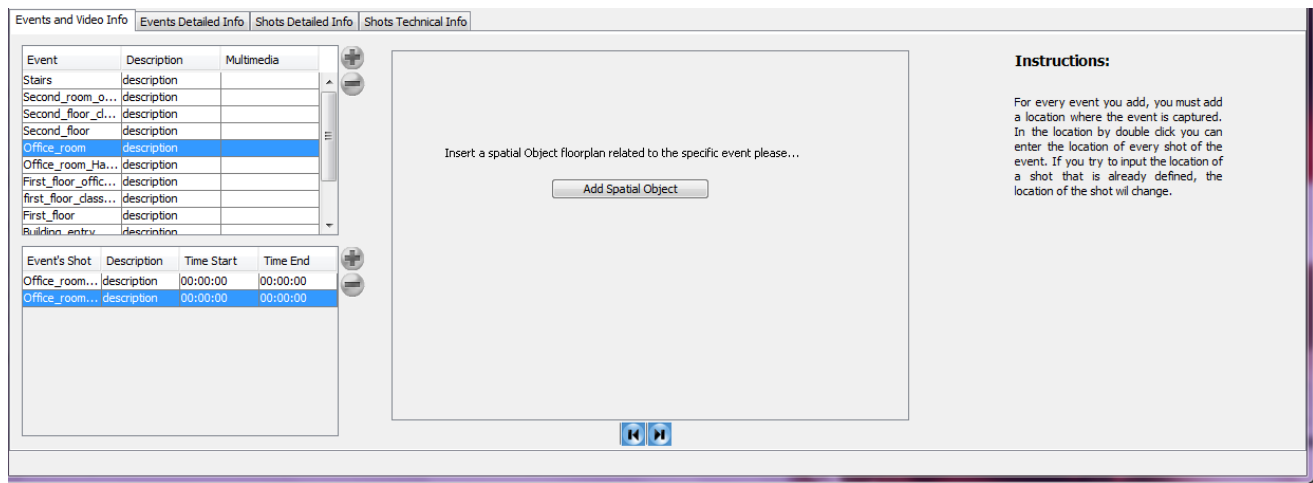 Events and Video Info Events Detailed Info Shots Detailed Info Shots Technical Info
Event Description Multimedia
Stairs description
Second_room_o... description
Second_floor_cl... description
Second_floor description
Office_room description
Office_room_Ha... description
First_floor_offic... description
first_floor_class... description
First_floor description
Building_entry description
Event's Shot Description Time Start Time End
Office_room... description 00:00:00 00:00:00
Office_room... description 00:00:00 00:00:00
Insert a spatial Object floorplan related to the specific event please...
Add Spatial Object
Instructions:
For every event you add, you must add
a location where the event is captured.
In the location by double click you can
enter the location of every shot of the
event. If you try to input the location of
a shot that is already defined, the
location of the shot wil change.